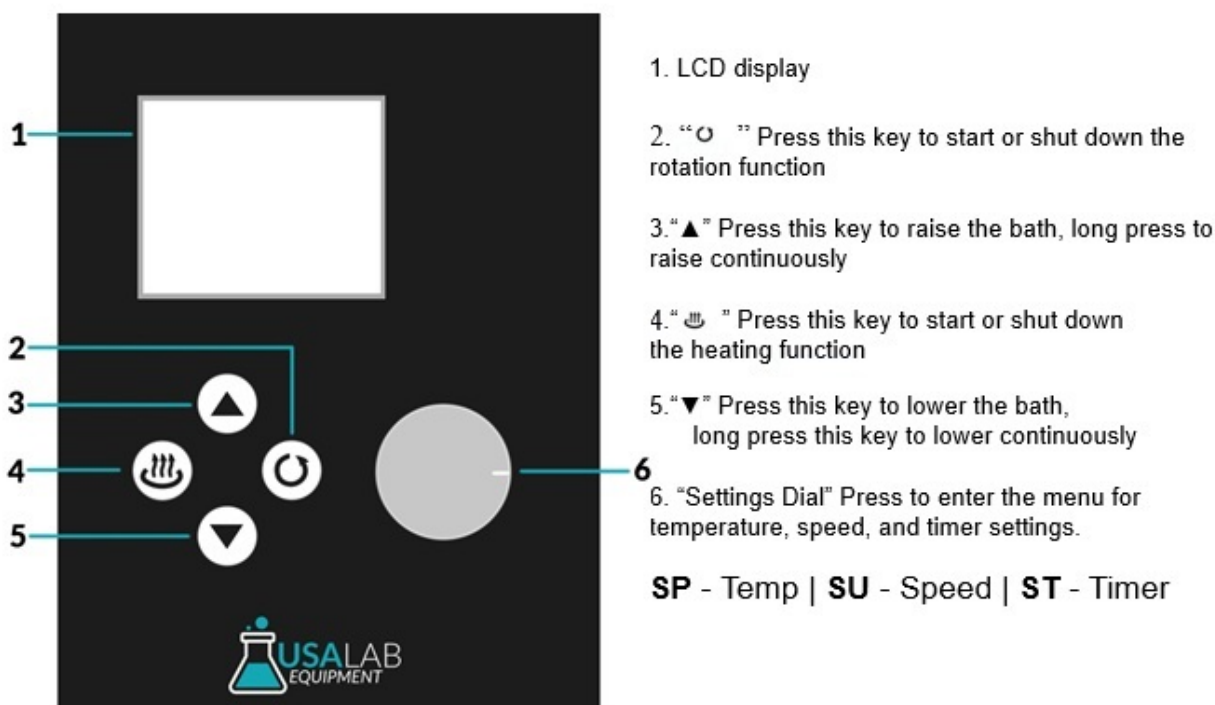 1
2
3
4
5
6
USALAB
EQUIPMENT
1. LCD display
2. “↻ ” Press this key to start or shut down the
rotation function
3.“▲” Press this key to raise the bath, long press to
raise continuously
4.“♨ ” Press this key to start or shut down
the heating function
5.“▼” Press this key to lower the bath,
long press this key to lower continuously
6. “Settings Dial” Press to enter the menu for
temperature, speed, and timer settings.
SP - Temp | SU - Speed | ST - Timer